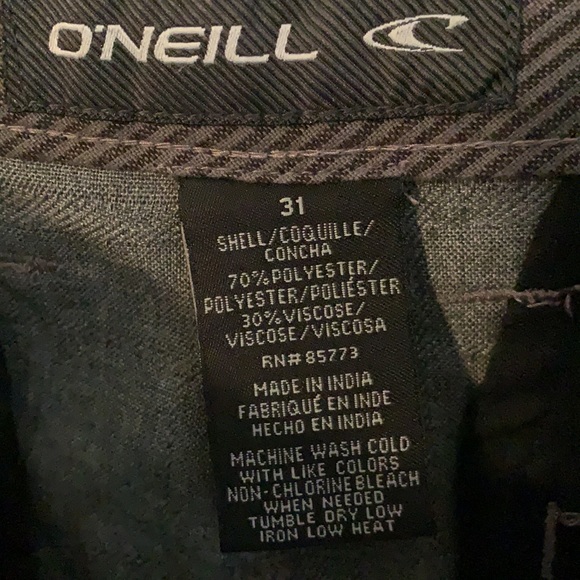 O'NEILL
31
SHELL/COQUILLE/
CONCHA
70% POLYESTER/
POLYESTER/POLIÉSTER
30% VISCOSE/
VISCOSE/VISCOSA
RN# 85773
MADE IN INDIA
FABRIQUÉ EN INDE
HECHO EN INDIA
MACHINE WASH COLD
WITH LIKE COLORS
NON-CHLORINE BLEACH
WHEN NEEDED
TUMBLE DRY LOW
IRON LOW HEAT